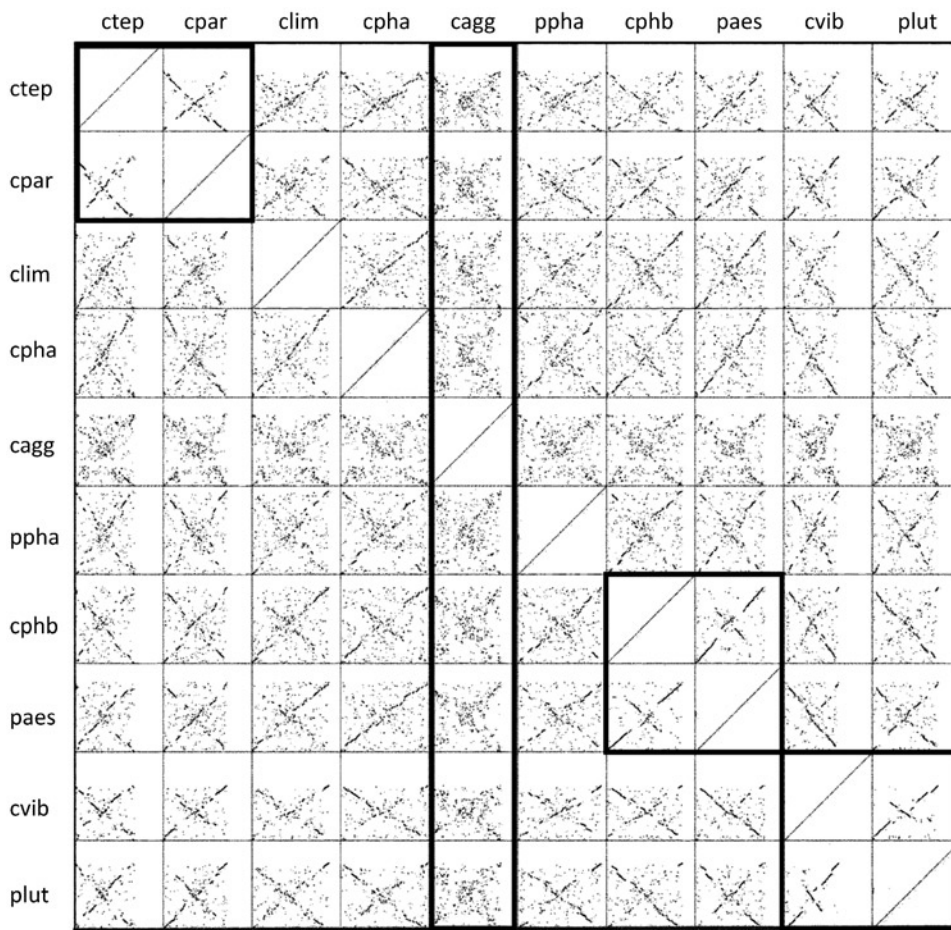 ctep cpar clim cpha cagg ppha cphb paes cvib plut
ctep
cpar
clim
cpha
cagg
ppha
cphb
paes
cvib
plut